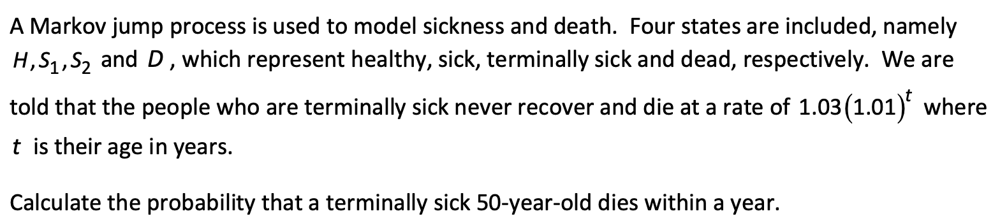 A Markov jump process is used to model sickness and death. Four states are included, namely
H,S₁,S₂ and D , which represent healthy, sick, terminally sick and dead, respectively. We are
told that the people who are terminally sick never recover and die at a rate of 1.03(1.01)ᵗ where
t is their age in years.
Calculate the probability that a terminally sick 50-year-old dies within a year.